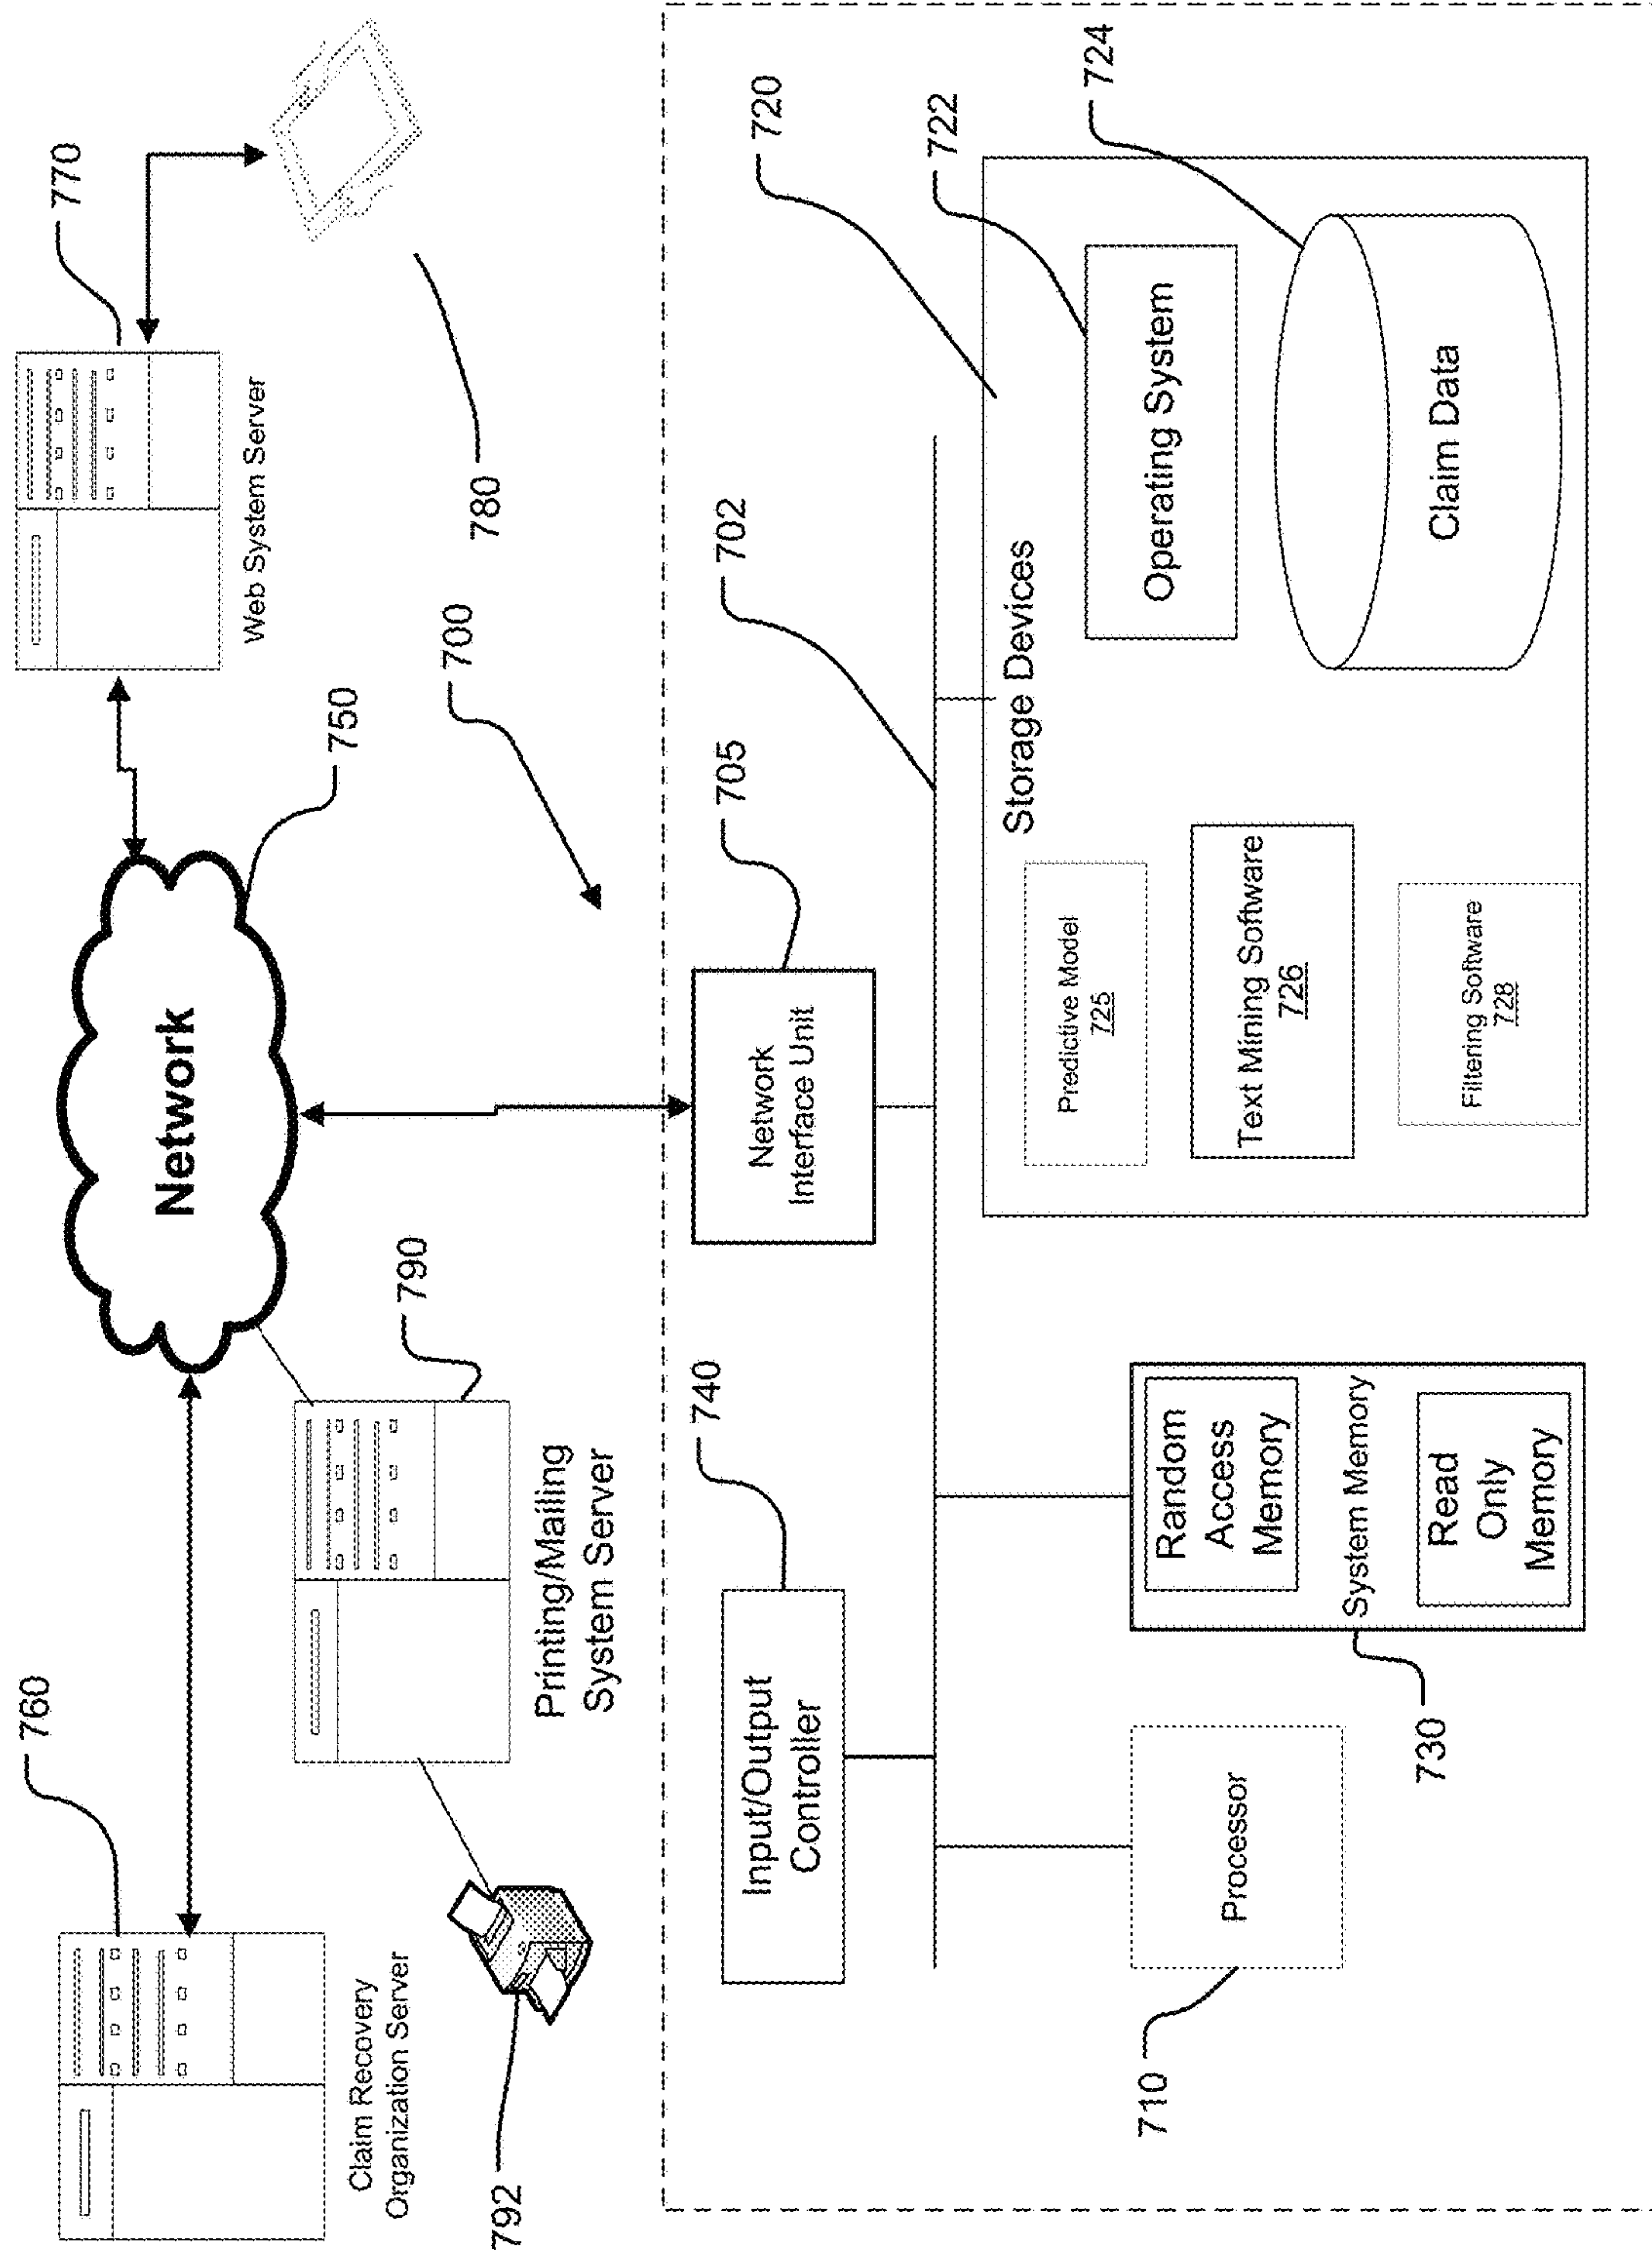 760
Claim Recovery
Organization Server
792
790
Printing/Mailing
System Server
Network
750
770
Web System Server
780
700
740
Input/Output
Controller
705
Network
Interface Unit
702
720
710
Processor
730
Random
Access
Memory
System Memory
Read
Only
Memory
Storage Devices
722
Operating System
724
Claim Data
Predictive Model
725
Text Mining Software
726
Filtering Software
728